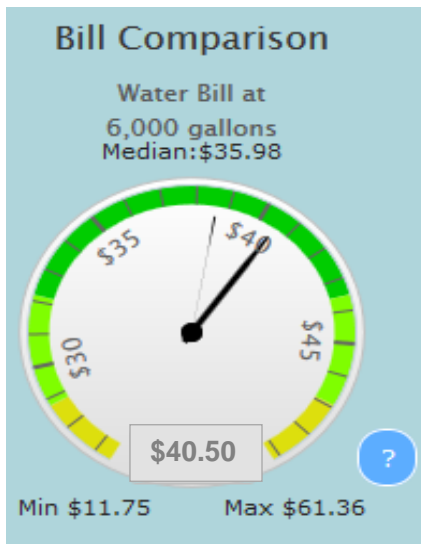 Bill Comparison
Water Bill at
6,000 gallons
Median:$35.98
$35
$40
$30
$45
$40.50
?
Min $11.75 Max $61.36